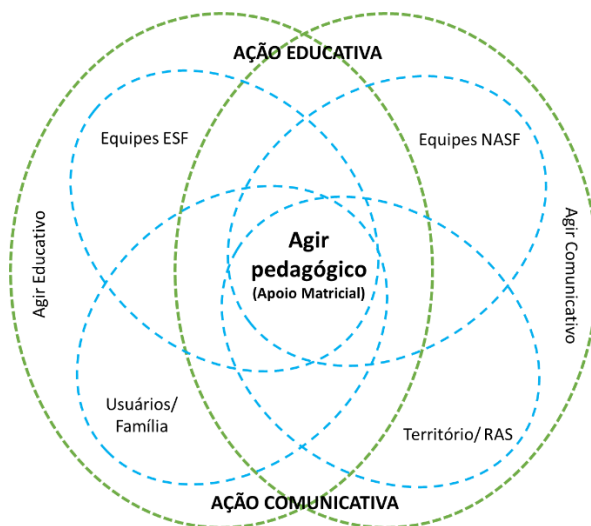 AÇÃO EDUCATIVA
Equipes ESF
Equipes NASF
Agir Educativo
Agir
pedagógico
(Apoio Matricial)
Agir Comunicativo
Usuários/
Família
Território/ RAS
AÇÃO COMUNICATIVA